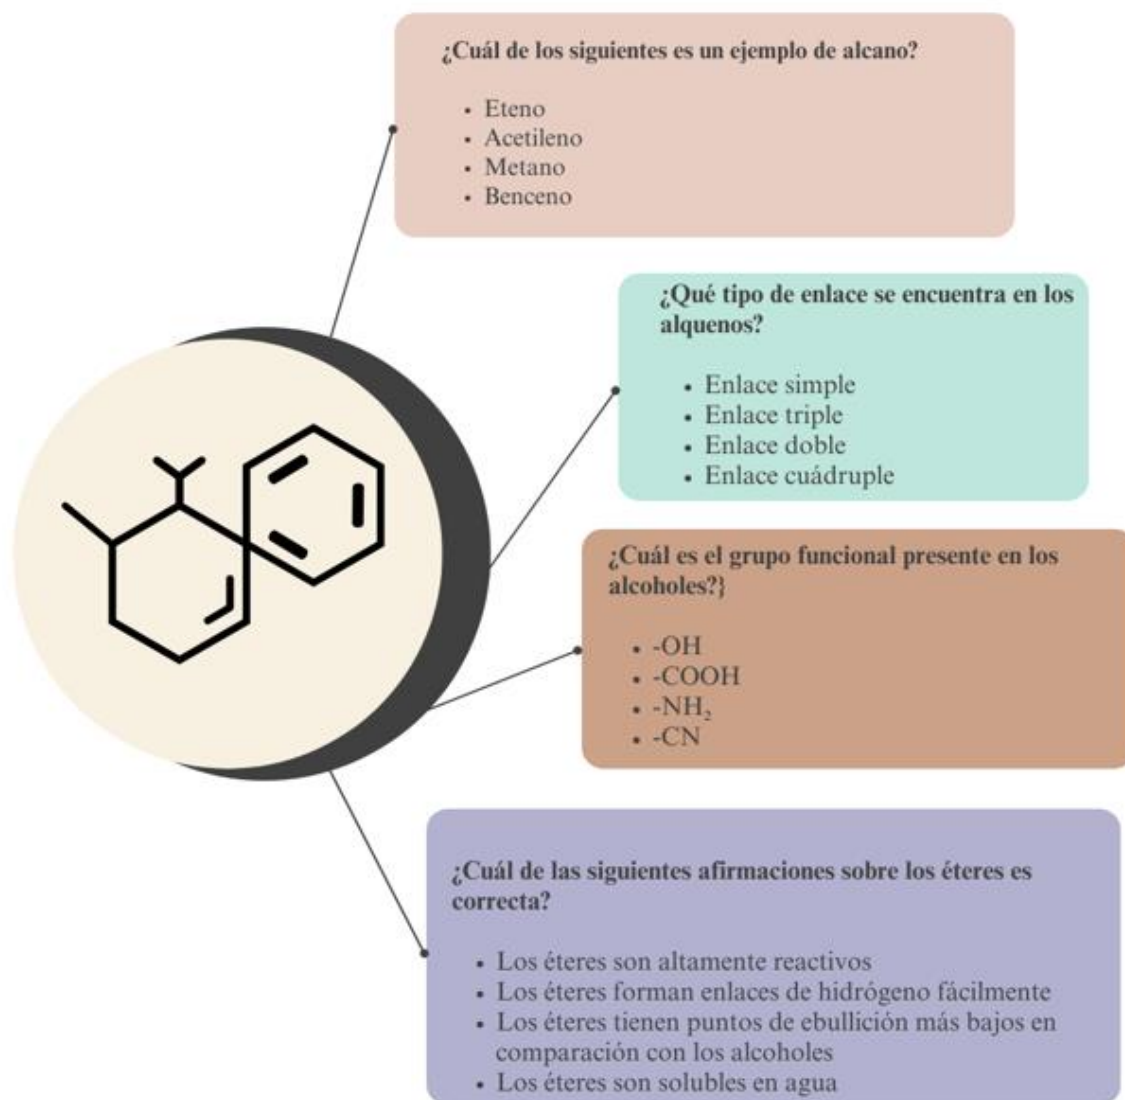 ¿Cuál de los siguientes es un ejemplo de alcano?
• Eteno
• Acetileno
• Metano
• Benceno
¿Qué tipo de enlace se encuentra en los
alquenos?
• Enlace simple
• Enlace triple
• Enlace doble
• Enlace cuádruple
¿Cuál es el grupo funcional presente en los
alcoholes?}
• -OH
• -COOH
• -NH₂
• -CN
¿Cuál de las siguientes afirmaciones sobre los éteres es
correcta?
• Los éteres son altamente reactivos
• Los éteres forman enlaces de hidrógeno fácilmente
• Los éteres tienen puntos de ebullición más bajos en
comparación con los alcoholes
• Los éteres son solubles en agua